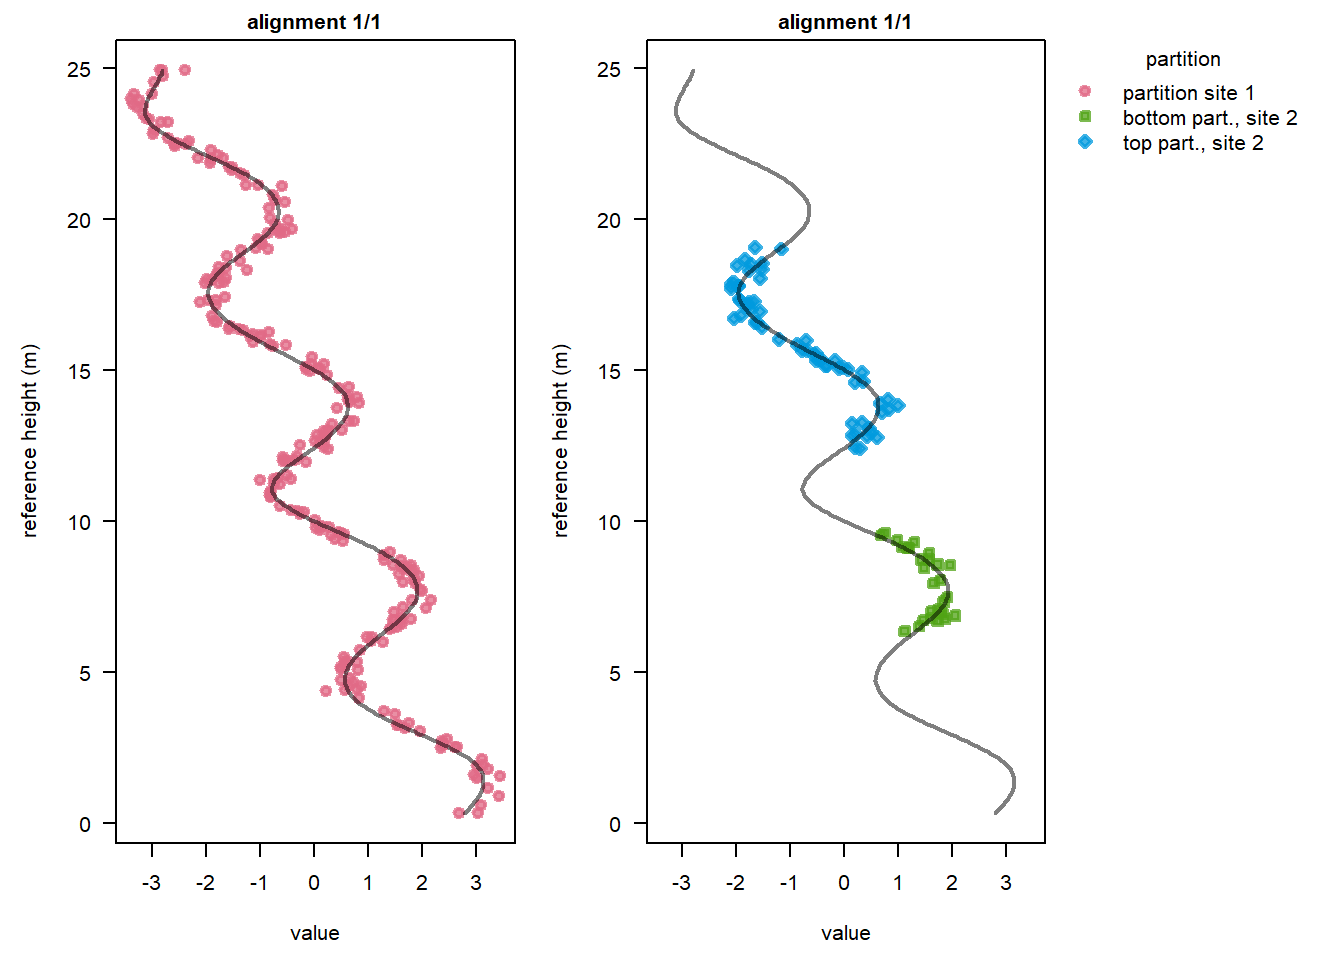 alignment 1/1
reference height (m)
25
20
15
10
5
0
-3 -2 -1 0 1 2 3
value
alignment 1/1
reference height (m)
25
20
15
10
5
0
-3 -2 -1 0 1 2 3
value
partition
partition site 1
bottom part., site 2
top part., site 2